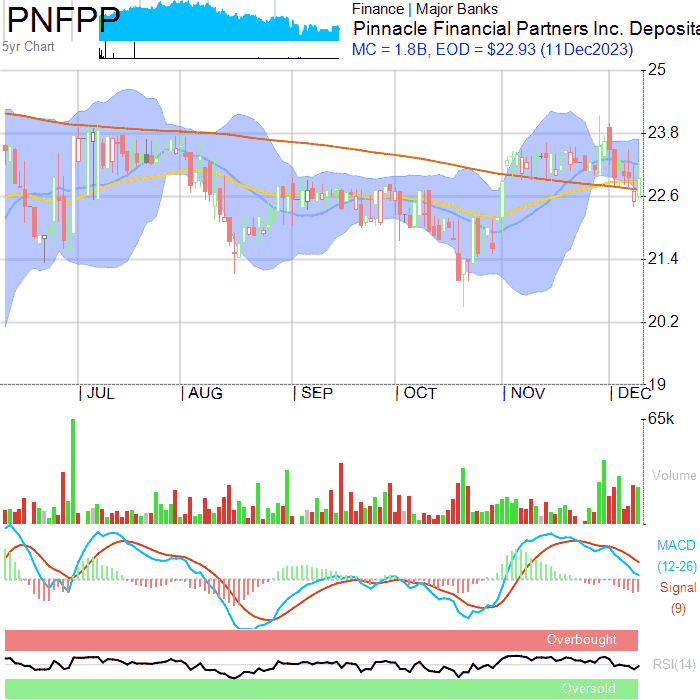 PNFPP
Finance | Major Banks
Pinnacle Financial Partners Inc. Deposita
MC = 1.8B, EOD = $22.93 (11Dec2023)
5yr Chart
25
23.8
22.6
21.4
20.2
19
| JUL
| AUG
| SEP
| OCT
| NOV
| DEC
65k
Volume
MACD
(12-26)
Signal
(9)
Overbought
RSI(14)
Oversold